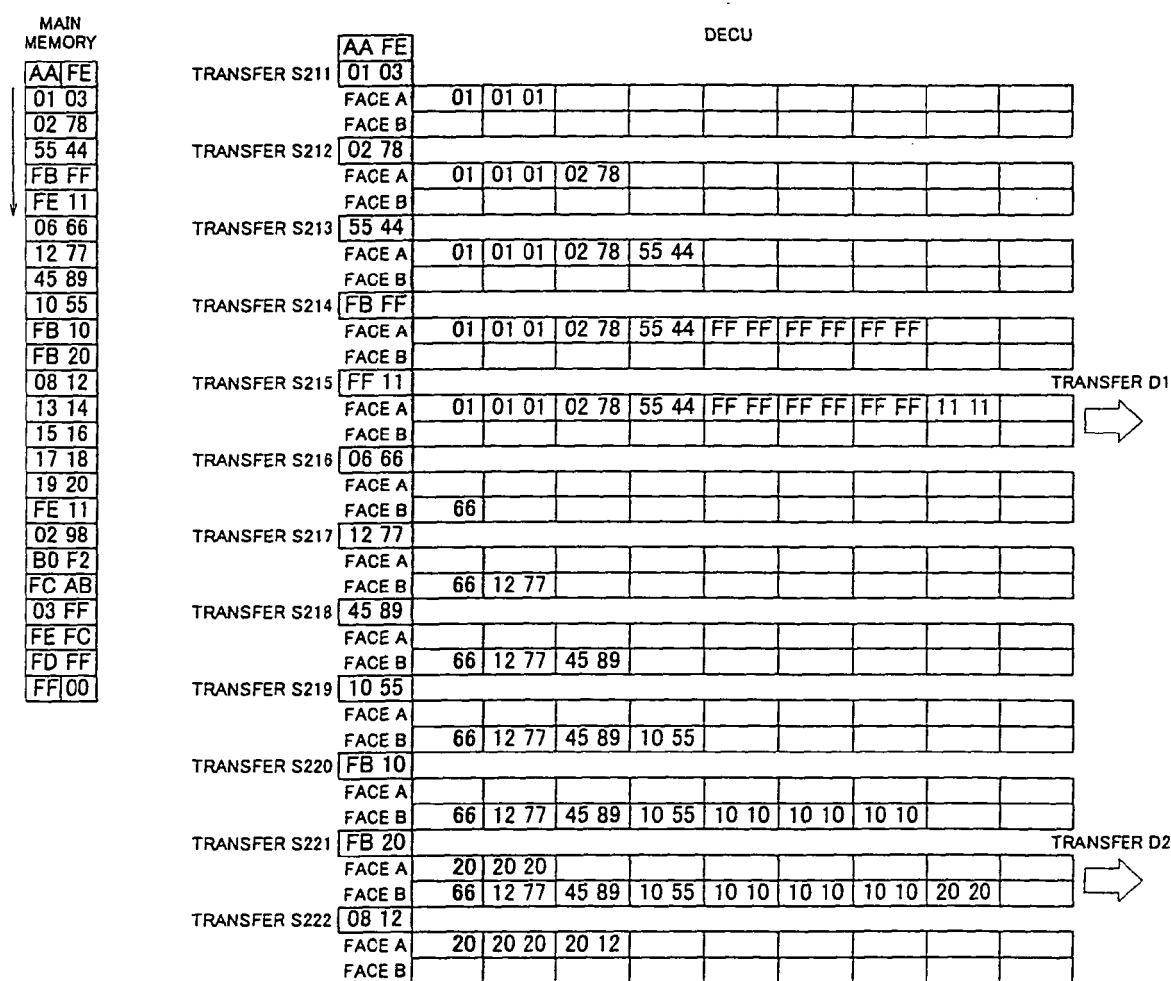 MAIN
MEMORY
AA FE
01 03
02 78
55 44
FB FF
FE 11
06 66
12 77
45 89
10 55
FB 10
FB 20
08 12
13 14
15 16
17 18
19 20
FE 11
02 98
B0 F2
FC AB
03 FF
FE FC
FD FF
FF 00
DECU
AA FE
TRANSFER S211 01 03
FACE A 01 01 01
FACE B
TRANSFER S212 02 78
FACE A 01 01 01 02 78
FACE B
TRANSFER S213 55 44
FACE A 01 01 01 02 78 55 44
FACE B
TRANSFER S214 FB FF
FACE A 01 01 01 02 78 55 44 FF FF FF FF FF FF
FACE B
TRANSFER S215 FF 11 TRANSFER D1
FACE A 01 01 01 02 78 55 44 FF FF FF FF FF FF 11 11
FACE B
TRANSFER S216 06 66
FACE A
FACE B 66
TRANSFER S217 12 77
FACE A
FACE B 66 12 77
TRANSFER S218 45 89
FACE A
FACE B 66 12 77 45 89
TRANSFER S219 10 55
FACE A
FACE B 66 12 77 45 89 10 55
TRANSFER S220 FB 10
FACE A
FACE B 66 12 77 45 89 10 55 10 10 10 10 10 10
TRANSFER S221 FB 20 TRANSFER D2
FACE A 20 20 20
FACE B 66 12 77 45 89 10 55 10 10 10 10 10 10 20 20
TRANSFER S222 08 12
FACE A 20 20 20 20 12
FACE B